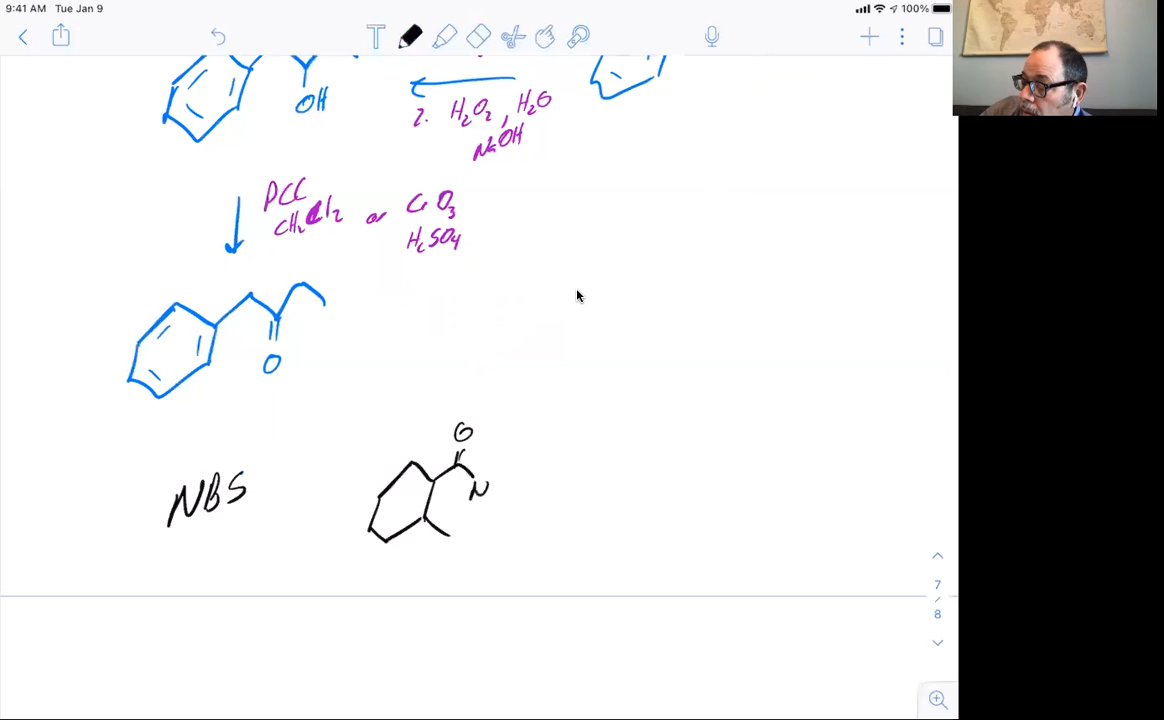 9:41 AM Tue Jan 9
100%
T
OH
2. H2O2, H2O
NaOH
PCC
CH2Cl2 or CrO3
H2SO4
O
O
N
NBS
7
/
8